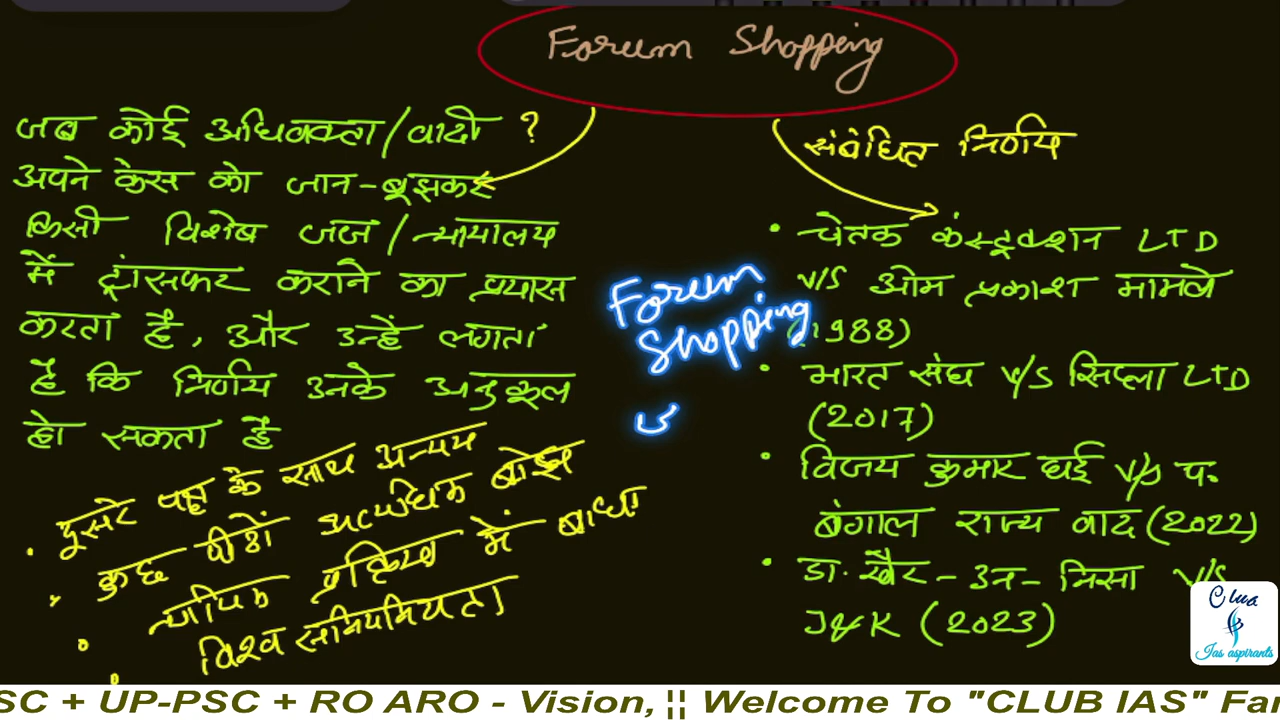 Forum Shopping
जब कोई अधिवक्ता/वादी ?
अपने केस को जान-बूझकर
किसी विशेष जज/न्यायालय
में ट्रांसफर कराने का प्रयास
करता है, और उन्हें लगता
है कि निर्णय उनके अनुकूल
हो सकता है
• दूसरे पक्ष के साथ अन्यय
• कुछ पीठों अत्यधिक बोझ
• न्यायिक प्रक्रिया में बाधा
• विश्व
Forum
Shopping
संबंधित निर्णय
• चेतक कंस्ट्रक्शन LTD
v/s ओम प्रकाश मामले
(1988)
• भारत संघ v/s सिप्ला LTD
(2017)
• विजय कुमार घई v/s प.
बंगाल राज्य वाद (2022)
• डा. खैर-उन-निसा v/s
J&K (2023)
Club
Ias aspirants
SC + UP-PSC + RO ARO - Vision, ¦¦ Welcome To "CLUB IAS" Fam